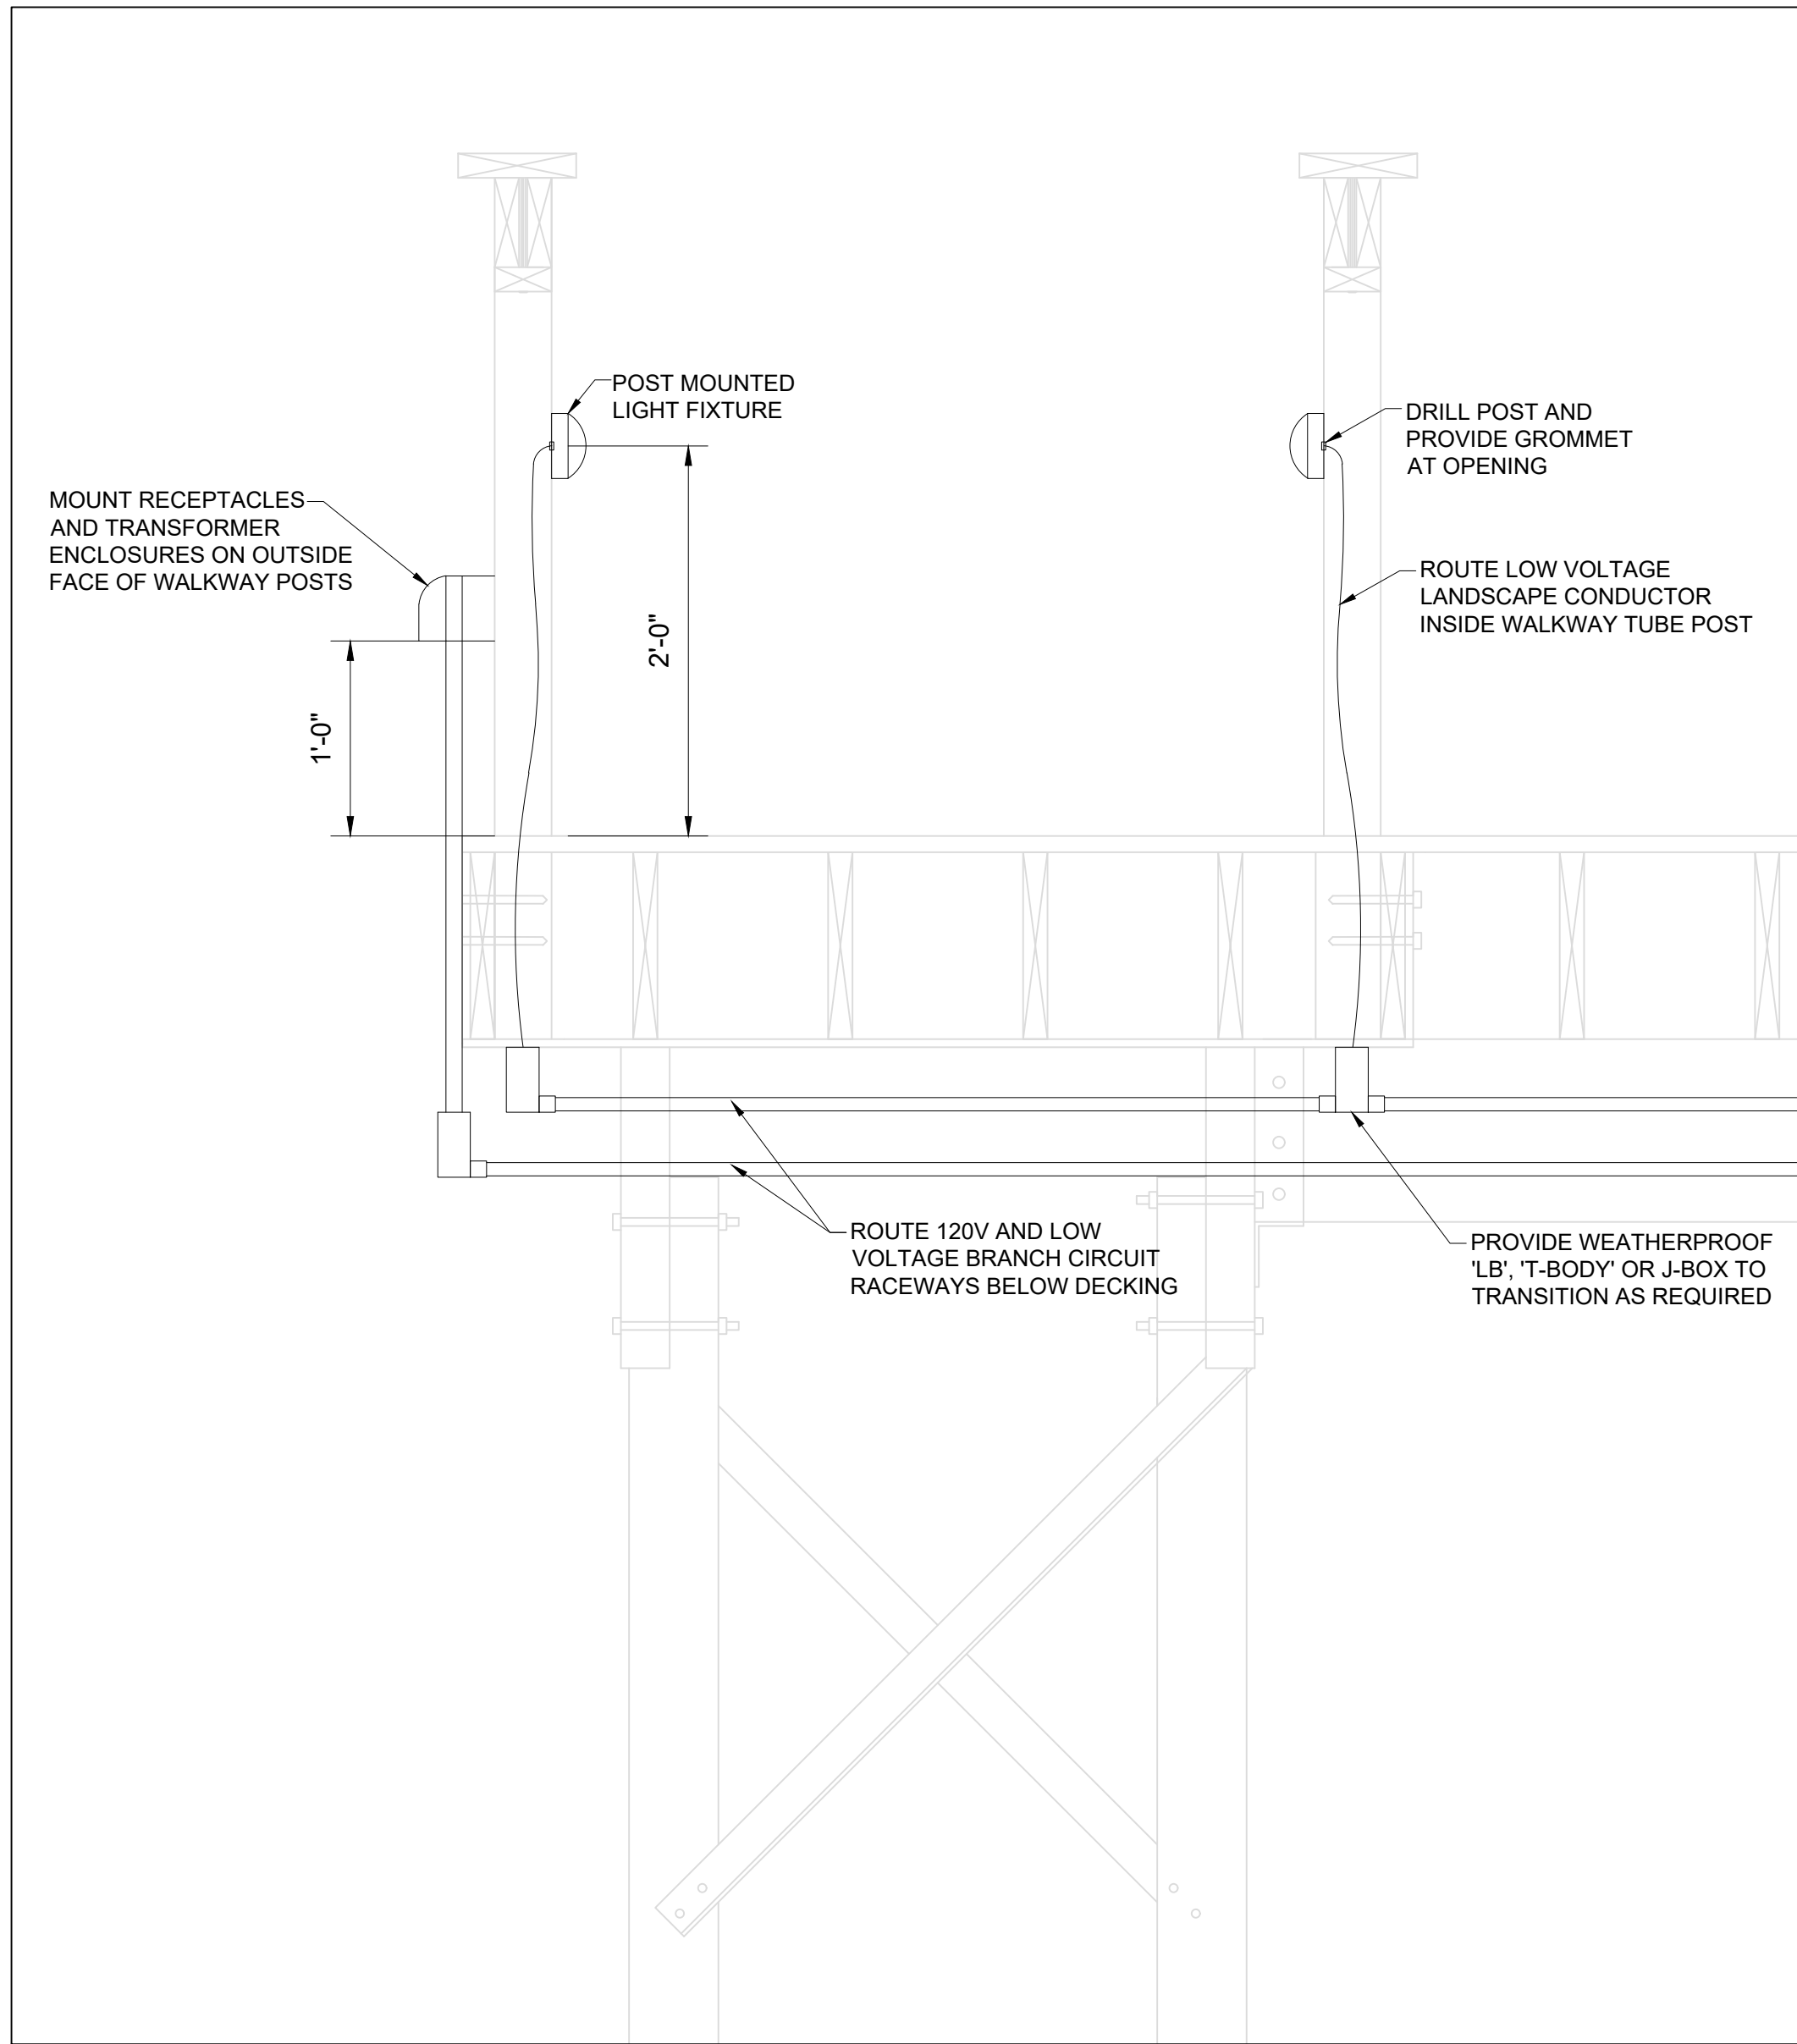 POST MOUNTED
LIGHT FIXTURE
DRILL POST AND
PROVIDE GROMMET
AT OPENING
MOUNT RECEPTACLES
AND TRANSFORMER
ENCLOSURES ON OUTSIDE
FACE OF WALKWAY POSTS
ROUTE LOW VOLTAGE
LANDSCAPE CONDUCTOR
INSIDE WALKWAY TUBE POST
2'-0"
1'-0"
ROUTE 120V AND LOW
VOLTAGE BRANCH CIRCUIT
RACEWAYS BELOW DECKING
PROVIDE WEATHERPROOF
'LB', 'T-BODY' OR J-BOX TO
TRANSITION AS REQUIRED